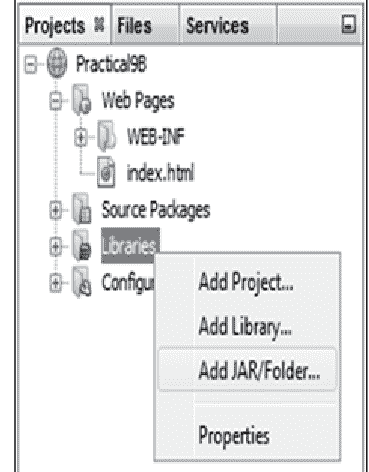 Projects Files Services
Practical9B
Web Pages
WEB-INF
index.html
Source Packages
Libraries
Configur
Add Project...
Add Library...
Add JAR/Folder...
Properties